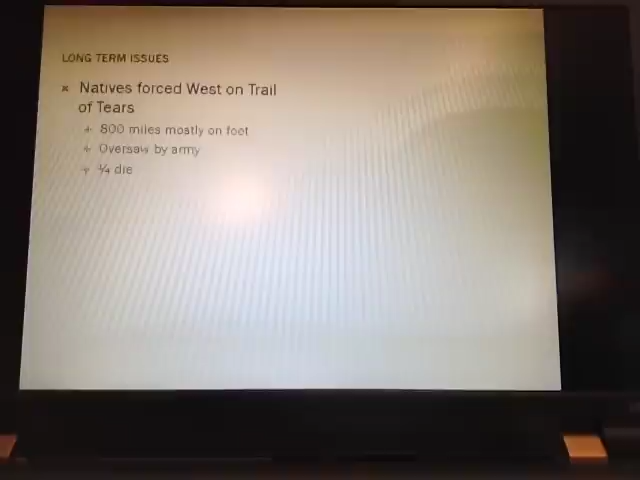 LONG TERM ISSUES
Natives forced West on Trail
of Tears
800 miles mostly on foot
Oversaw by army
¼ die